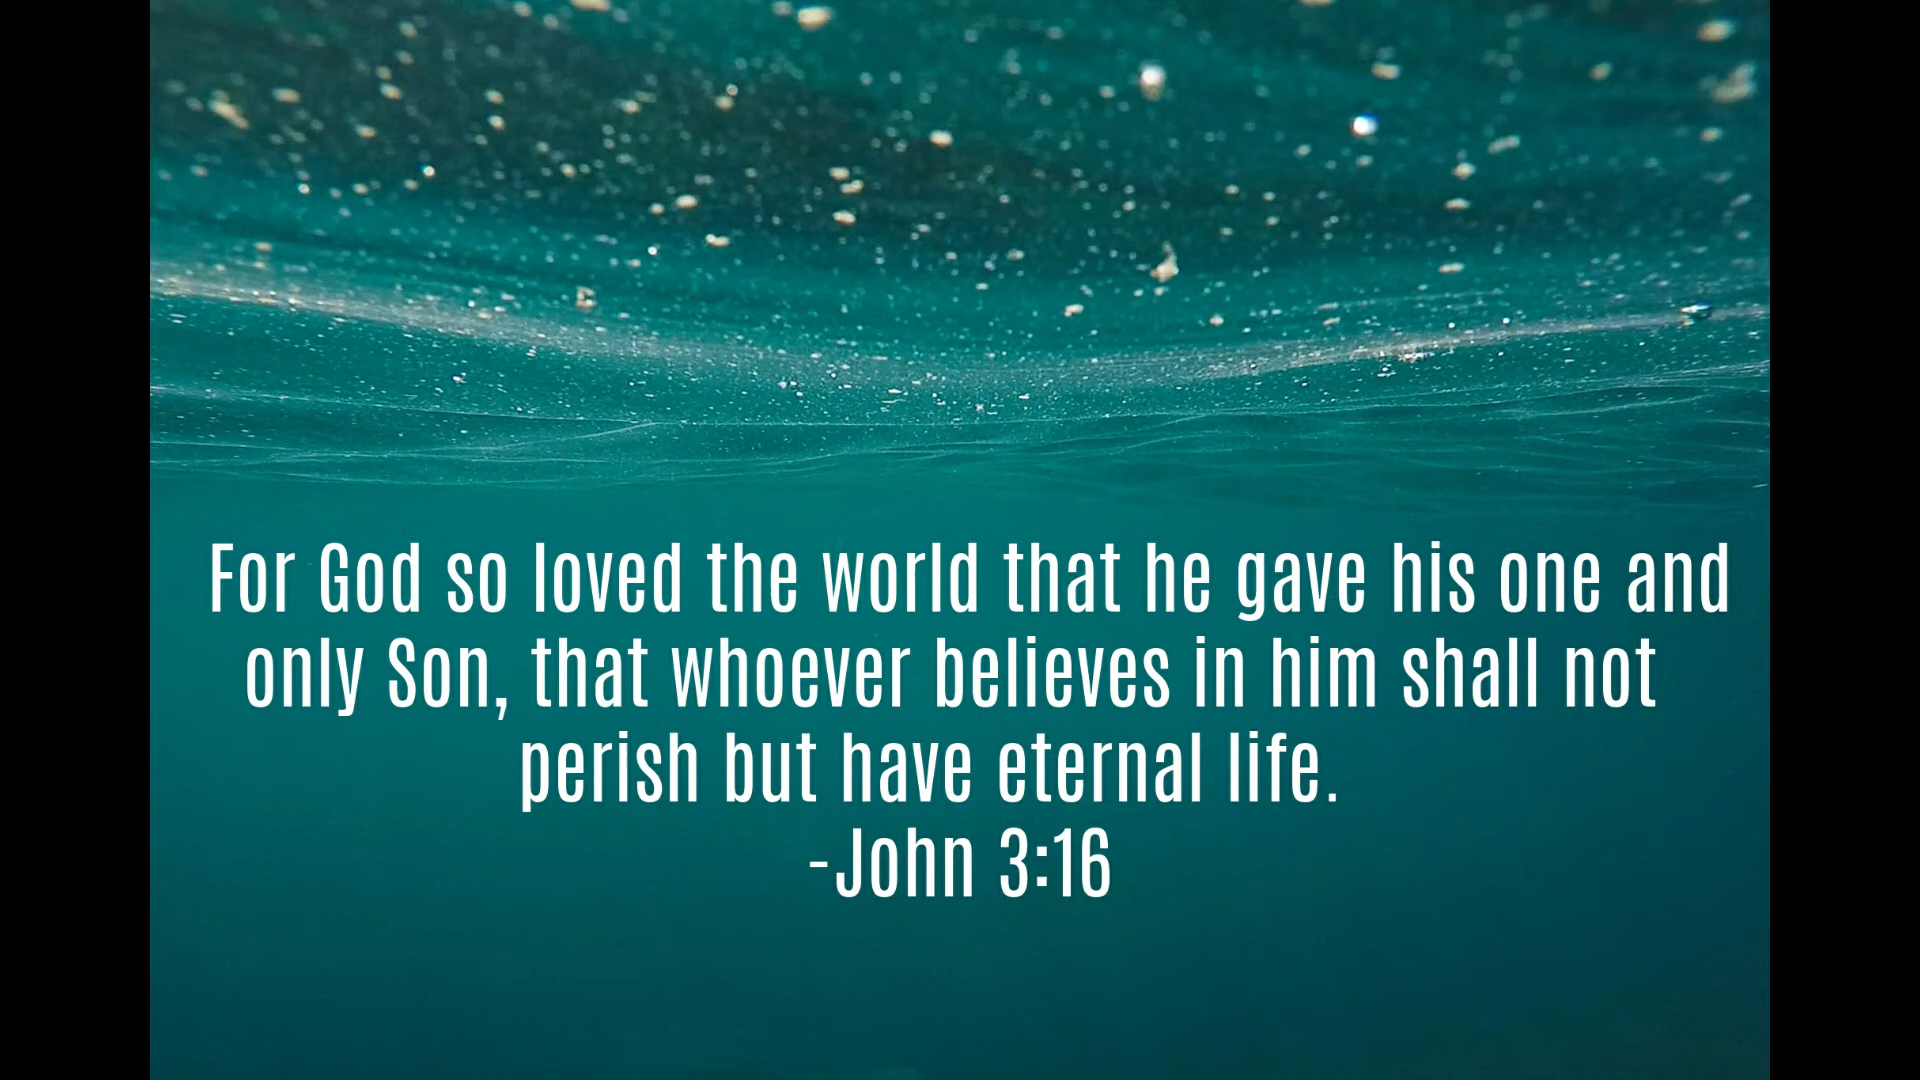 For God so loved the world that he gave his one and
only Son, that whoever believes in him shall not
perish but have eternal life.
-John 3:16